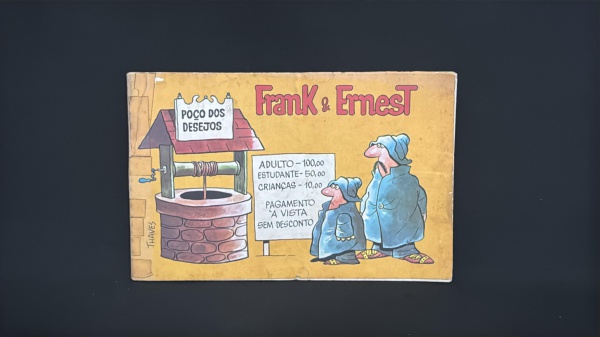 Frank & Ernest
POÇO DOS
DESEJOS
ADULTO - 100,00
ESTUDANTE - 50,00
CRIANÇAS - 10,00
PAGAMENTO
'A VISTA
SEM DESCONTO
THAVES